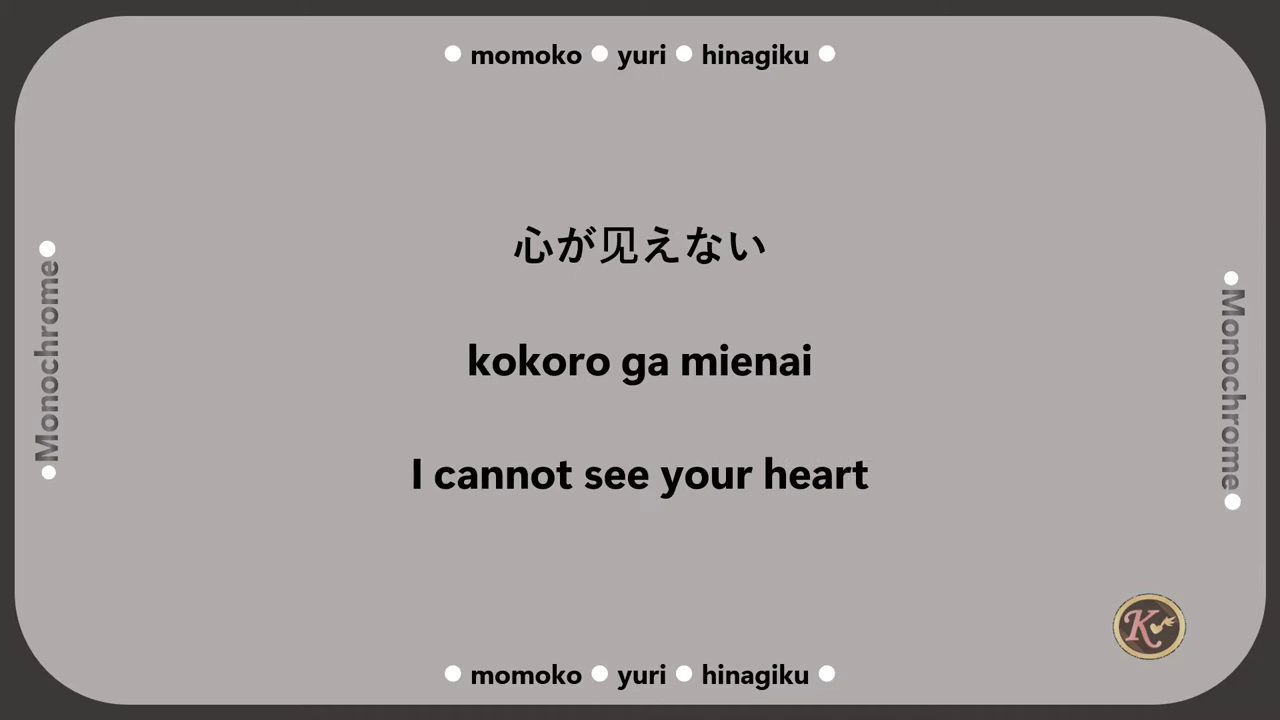 momoko yuri hinagiku
Monochrome
心が见えない
kokoro ga mienai
I cannot see your heart
Monochrome
K
momoko yuri hinagiku